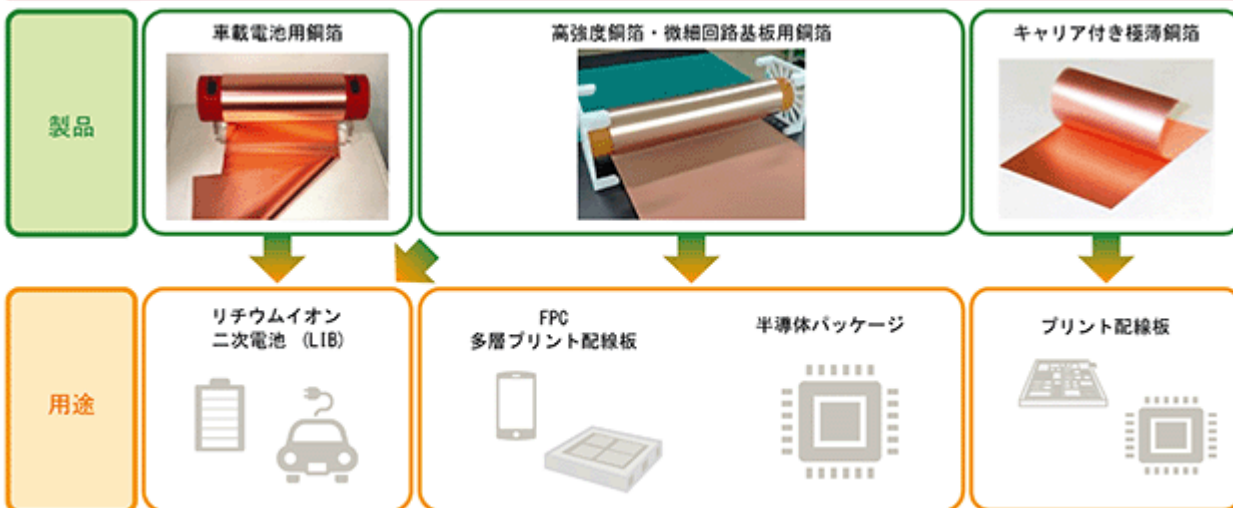 製品
車載電池用銅箔
高強度銅箔・微細回路基板用銅箔
キャリア付き極薄銅箔
用途
リチウムイオン
二次電池 (LIB)
FPC
多層プリント配線板
半導体パッケージ
プリント配線板